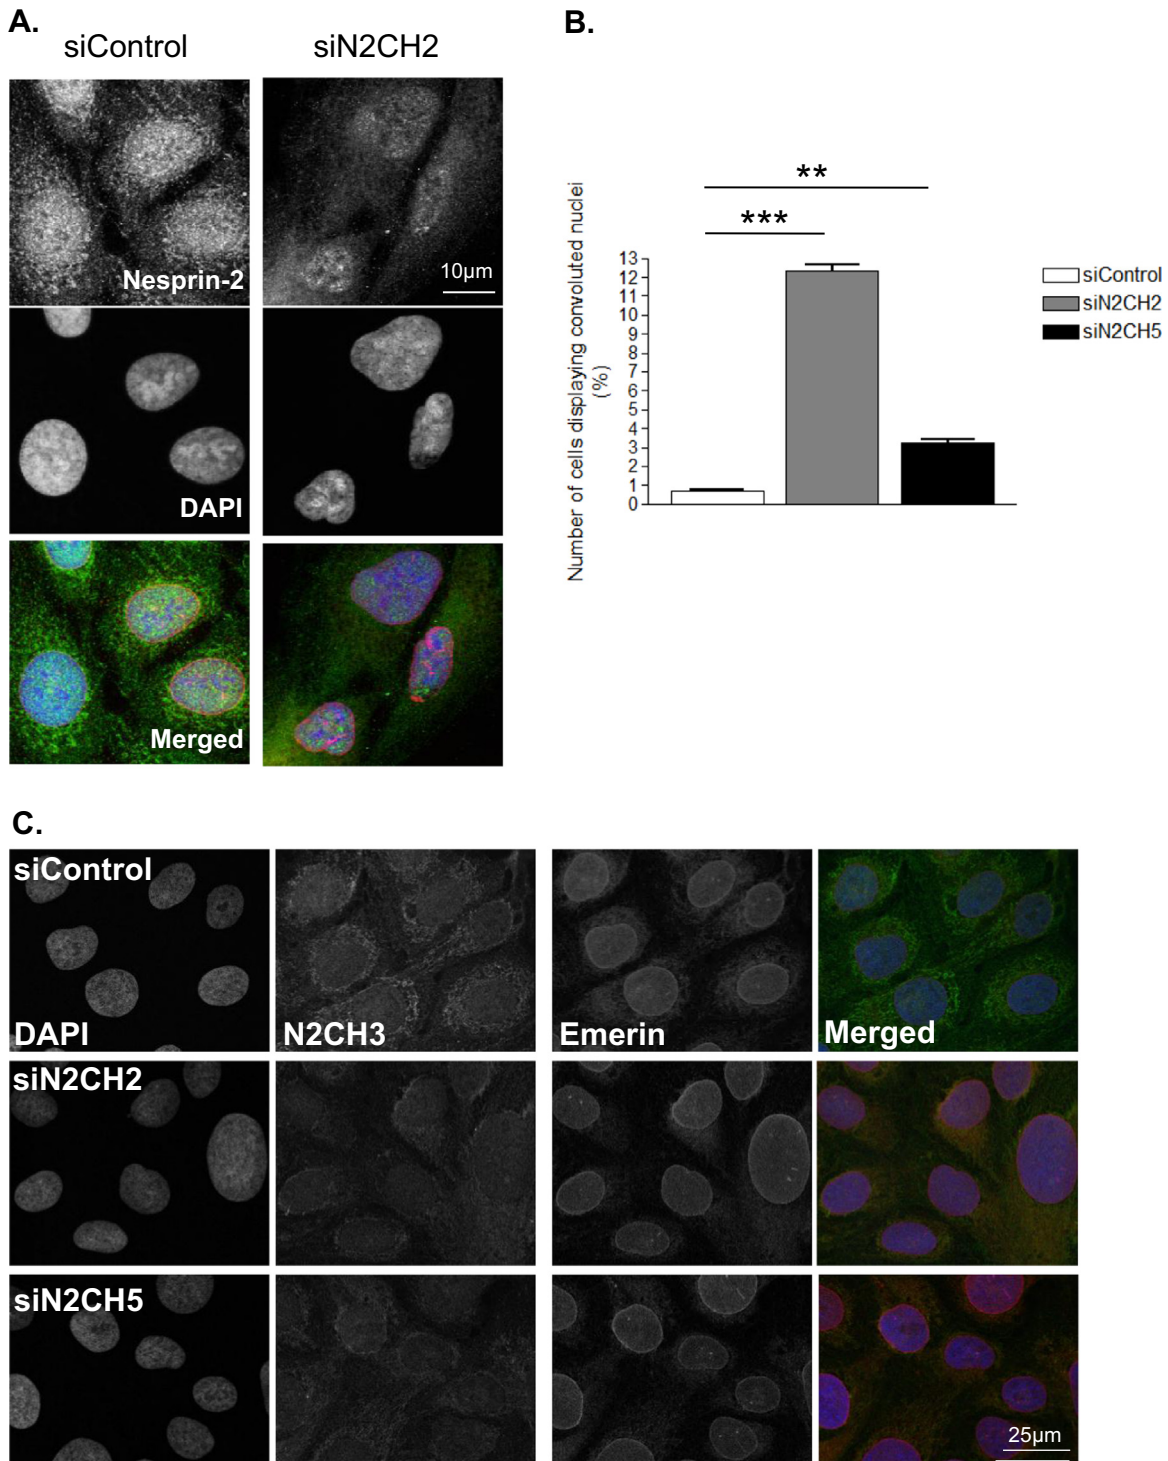 A.
siControl
siN2CH2
Nesprin-2
10µm
DAPI
Merged
B.
**
***
Number of cells displaying convoluted nuclei
(%)
13
12
11
10
9
8
7
6
5
4
3
2
1
0
siControl
siN2CH2
siN2CH5
C.
siControl
DAPI
N2CH3
Emerin
Merged
siN2CH2
siN2CH5
25µm